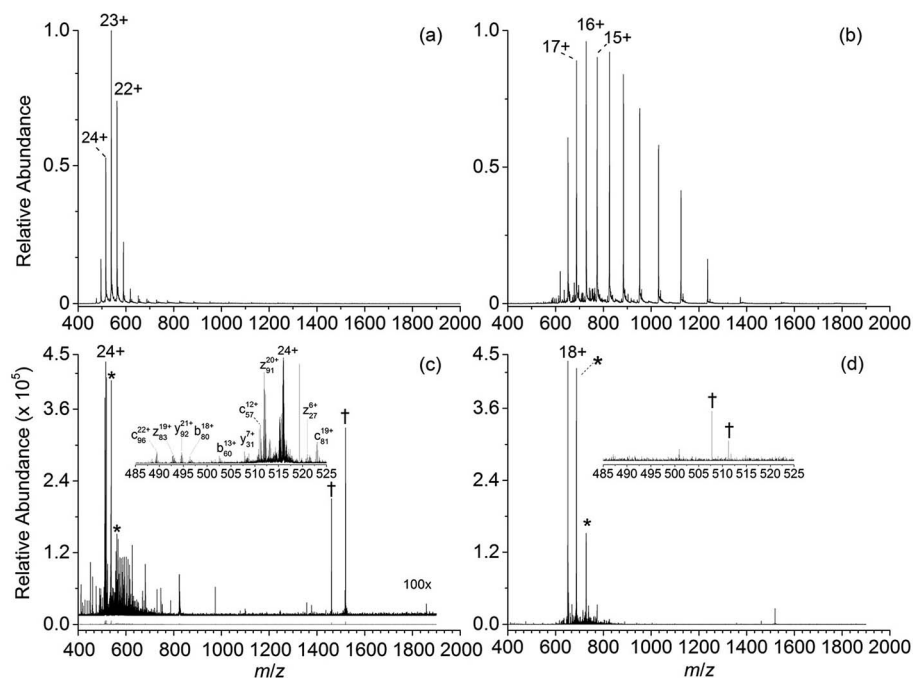 23+
(a)
22+
24+
1.0
0.5
0
Relative Abundance
400 600 800 1000 1200 1400 1600 1800 2000
16+
(b)
17+
15+
1.0
0.5
0
Relative Abundance
400 600 800 1000 1200 1400 1600 1800 2000
24+
(c)
*
*
†
†
100x
4.5
3.6
2.4
1.2
0.0
Relative Abundance (x 10⁵)
z₉₁²⁰⁺
24+
c₅₇¹²⁺
z₂₇⁶⁺
c₉₆²²⁺ z₈₃¹⁹⁺ y₉₂²¹⁺ b₈₀¹⁸⁺
b₆₀¹³⁺ y₃₁⁷⁺
c₈₁¹⁹⁺
485 490 495 500 505 510 515 520 525
400 600 800 1000 1200 1400 1600 1800 2000
m/z
18+
(d)
*
*
4.5
3.6
2.4
1.2
0.0
Relative Abundance (x 10⁵)
†
†
485 490 495 500 505 510 515 520 525
400 600 800 1000 1200 1400 1600 1800 2000
m/z